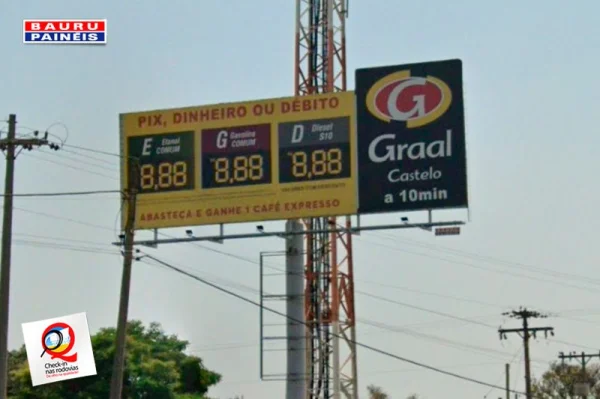 BAURU
PAINÉIS
PIX, DINHEIRO OU DÉBITO
E Etanol COMUM
8.88
G Gasolina COMUM
8.88
D Diesel S10
8.88
ABASTEÇA E GANHE 1 CAFÉ EXPRESSO
G
Graal
Castelo
a 10min
Check-in
nas rodovias